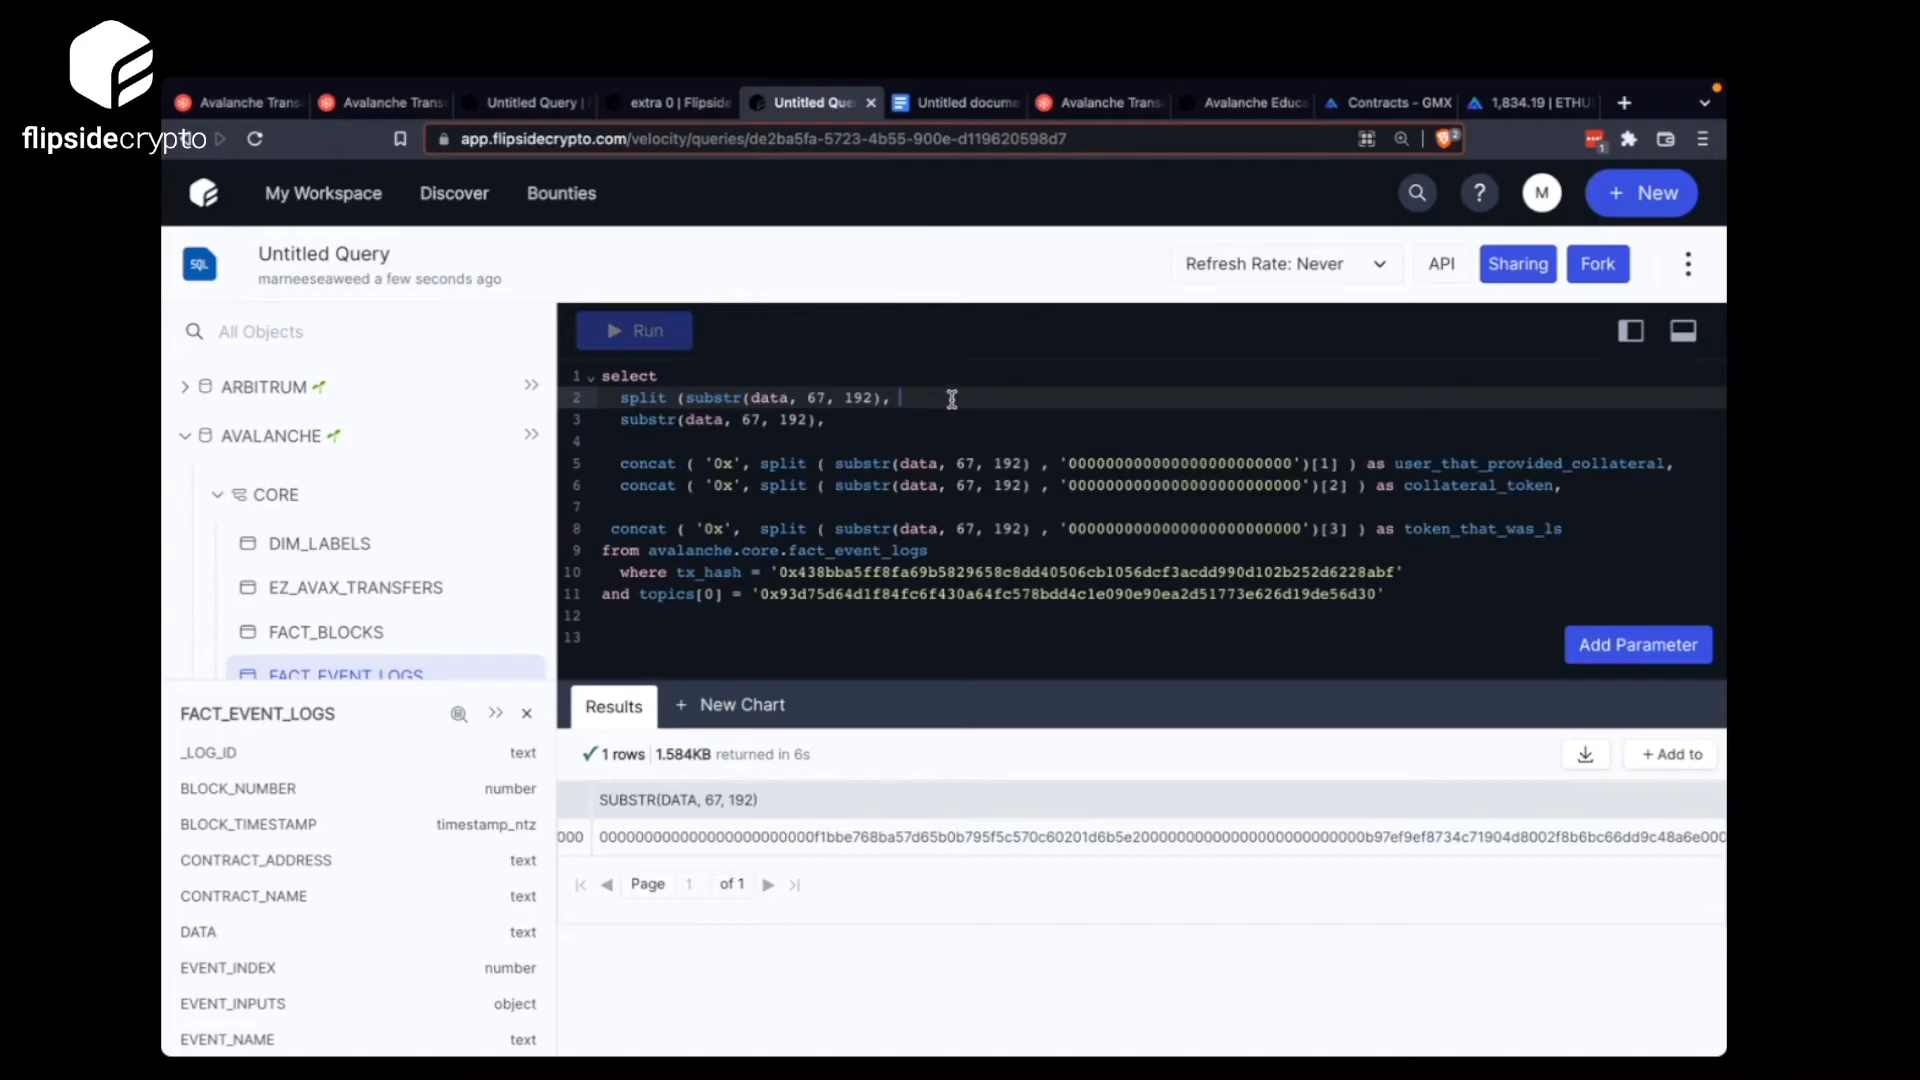 flipsidecrypto
Avalanche Trans
Avalanche Trans
Untitled Query |
extra 0 | Flipside
Untitled Que
Untitled docume
Avalanche Trans
Avalanche Educa
Contracts - GMX
1,834.19 | ETHU
app.flipsidecrypto.com/velocity/queries/de2ba5fa-5723-4b55-900e-d119620598d7
2
1
My Workspace
Discover
Bounties
M
+ New
SQL
Untitled Query
marneeseaweed a few seconds ago
Refresh Rate: Never
API
Sharing
Fork
All Objects
ARBITRUM
AVALANCHE
CORE
DIM_LABELS
EZ_AVAX_TRANSFERS
FACT_BLOCKS
FACT_EVENT_LOGS
Run
1 select
2 split (substr(data, 67, 192),
3 substr(data, 67, 192),
4
5 concat ( '0x', split ( substr(data, 67, 192) , '000000000000000000000000')[1] ) as user_that_provided_collateral,
6 concat ( '0x', split ( substr(data, 67, 192) , '000000000000000000000000')[2] ) as collateral_token,
7
8 concat ( '0x', split ( substr(data, 67, 192) , '000000000000000000000000')[3] ) as token_that_was_ls
9 from avalanche.core.fact_event_logs
10 where tx_hash = '0x438bba5ff8fa69b5829658c8dd40506cb1056dcf3acdd990d102b252d6228abf'
11 and topics[0] = '0x93d75d64d1f84fc6f430a64fc578bdd4c1e090e90ea2d51773e626d19de56d30'
12
13
Add Parameter
FACT_EVENT_LOGS
_LOG_ID text
BLOCK_NUMBER number
BLOCK_TIMESTAMP timestamp_ntz
CONTRACT_ADDRESS text
CONTRACT_NAME text
DATA text
EVENT_INDEX number
EVENT_INPUTS object
EVENT_NAME text
Results
+ New Chart
1 rows | 1.584KB returned in 6s
+ Add to
SUBSTR(DATA, 67, 192)
000
000000000000000000000000f1bbe768ba57d65b0b795f5c570c60201d6b5e2000000000000000000000000b97ef9ef8734c71904d8002f8b6bc66dd9c48a6e000
Page 1 of 1